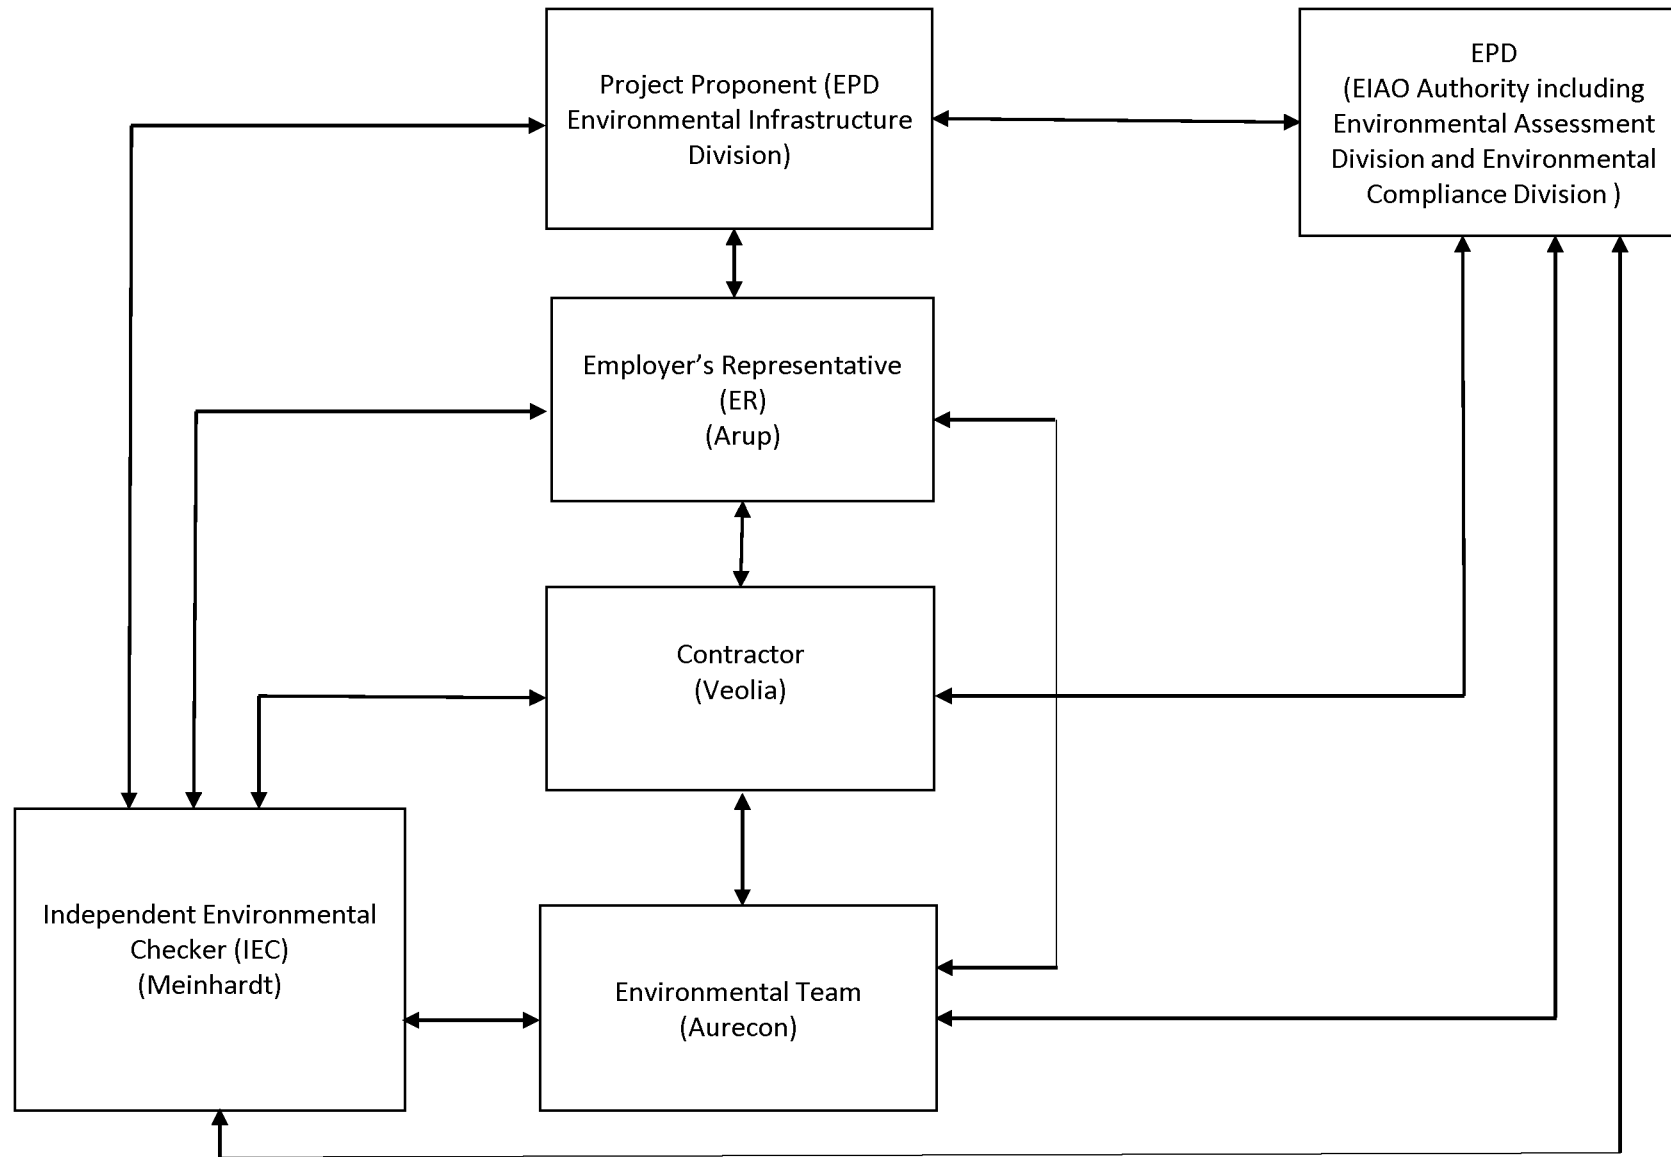 Project Proponent (EPD
Environmental Infrastructure
Division)
EPD
(EIAO Authority including
Environmental Assessment
Division and Environmental
Compliance Division )
Employer’s Representative
(ER)
(Arup)
Contractor
(Veolia)
Independent Environmental
Checker (IEC)
(Meinhardt)
Environmental Team
(Aurecon)